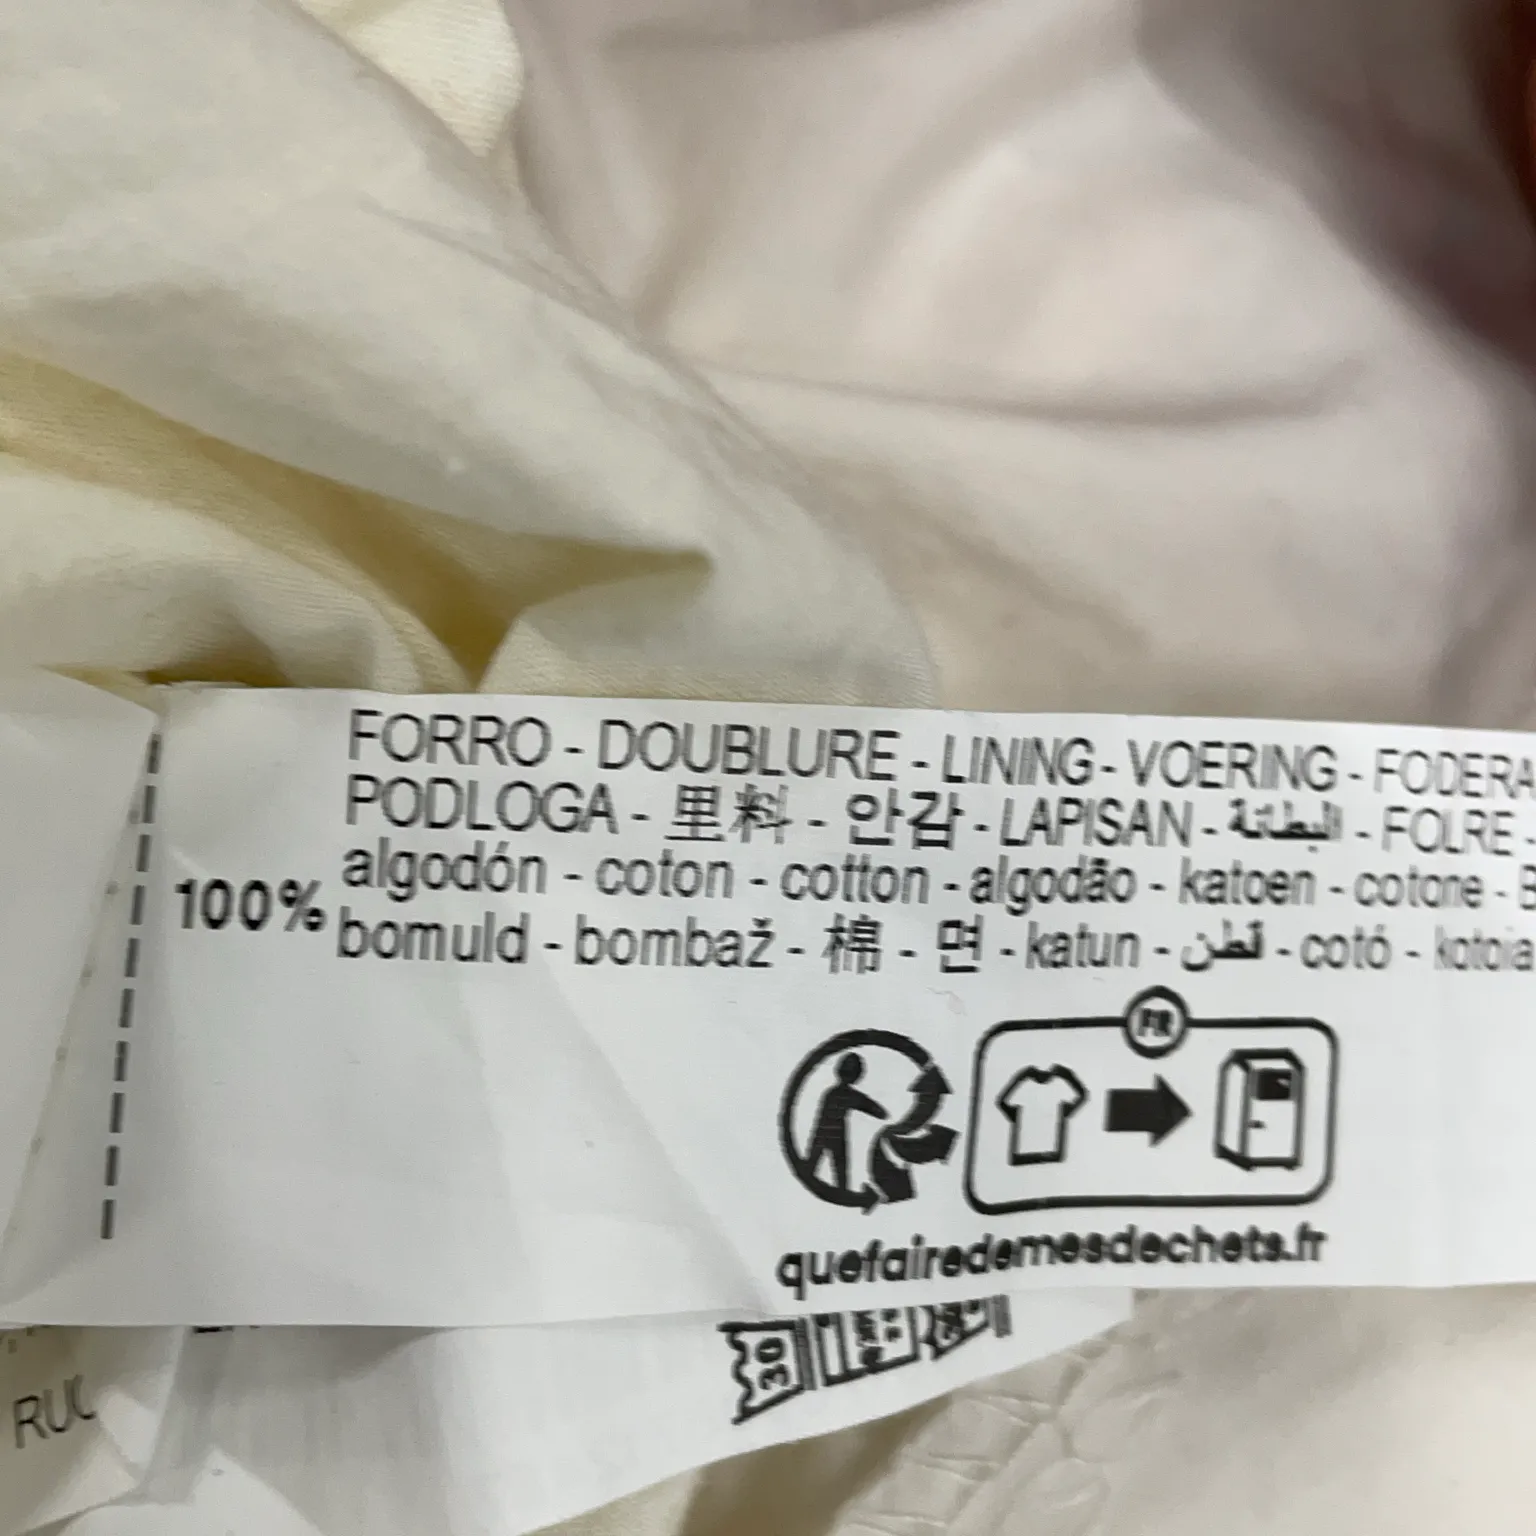 FORRO - DOUBLURE - LINING - VOERING - FODERA
PODLOGA - 里料 - 안감 - LAPISAN - البطانة - FOLRE -
100% algodón - coton - cotton - algodão - katoen - cotone - B
bomuld - bombaž - 棉 - 면 - katun - قطن - cotó - kotoia
FR
quefairedemesdechets.fr
30
RUC